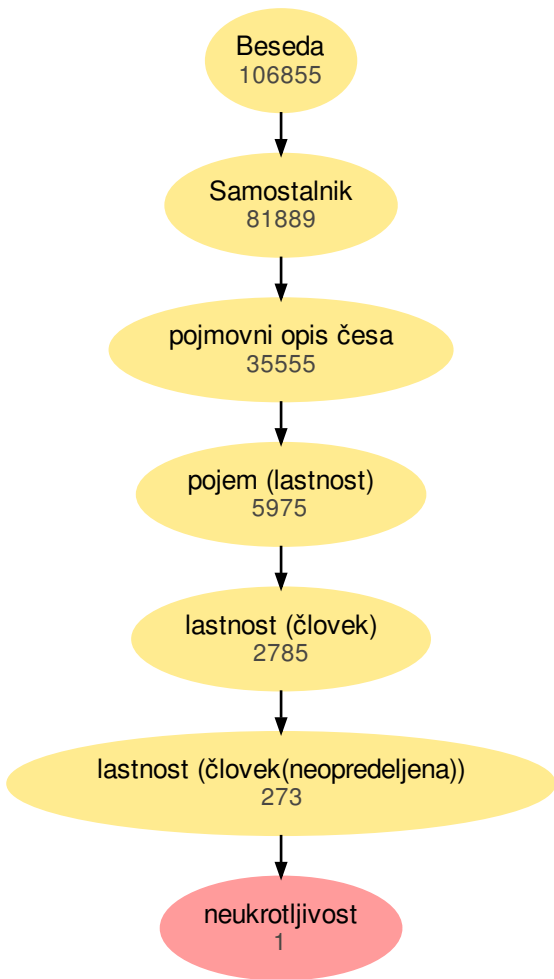 Beseda
106855
Samostalnik
81889
pojmovni opis česa
35555
pojem (lastnost)
5975
lastnost (človek)
2785
lastnost (človek(neopredeljena))
273
neukrotljivost
1